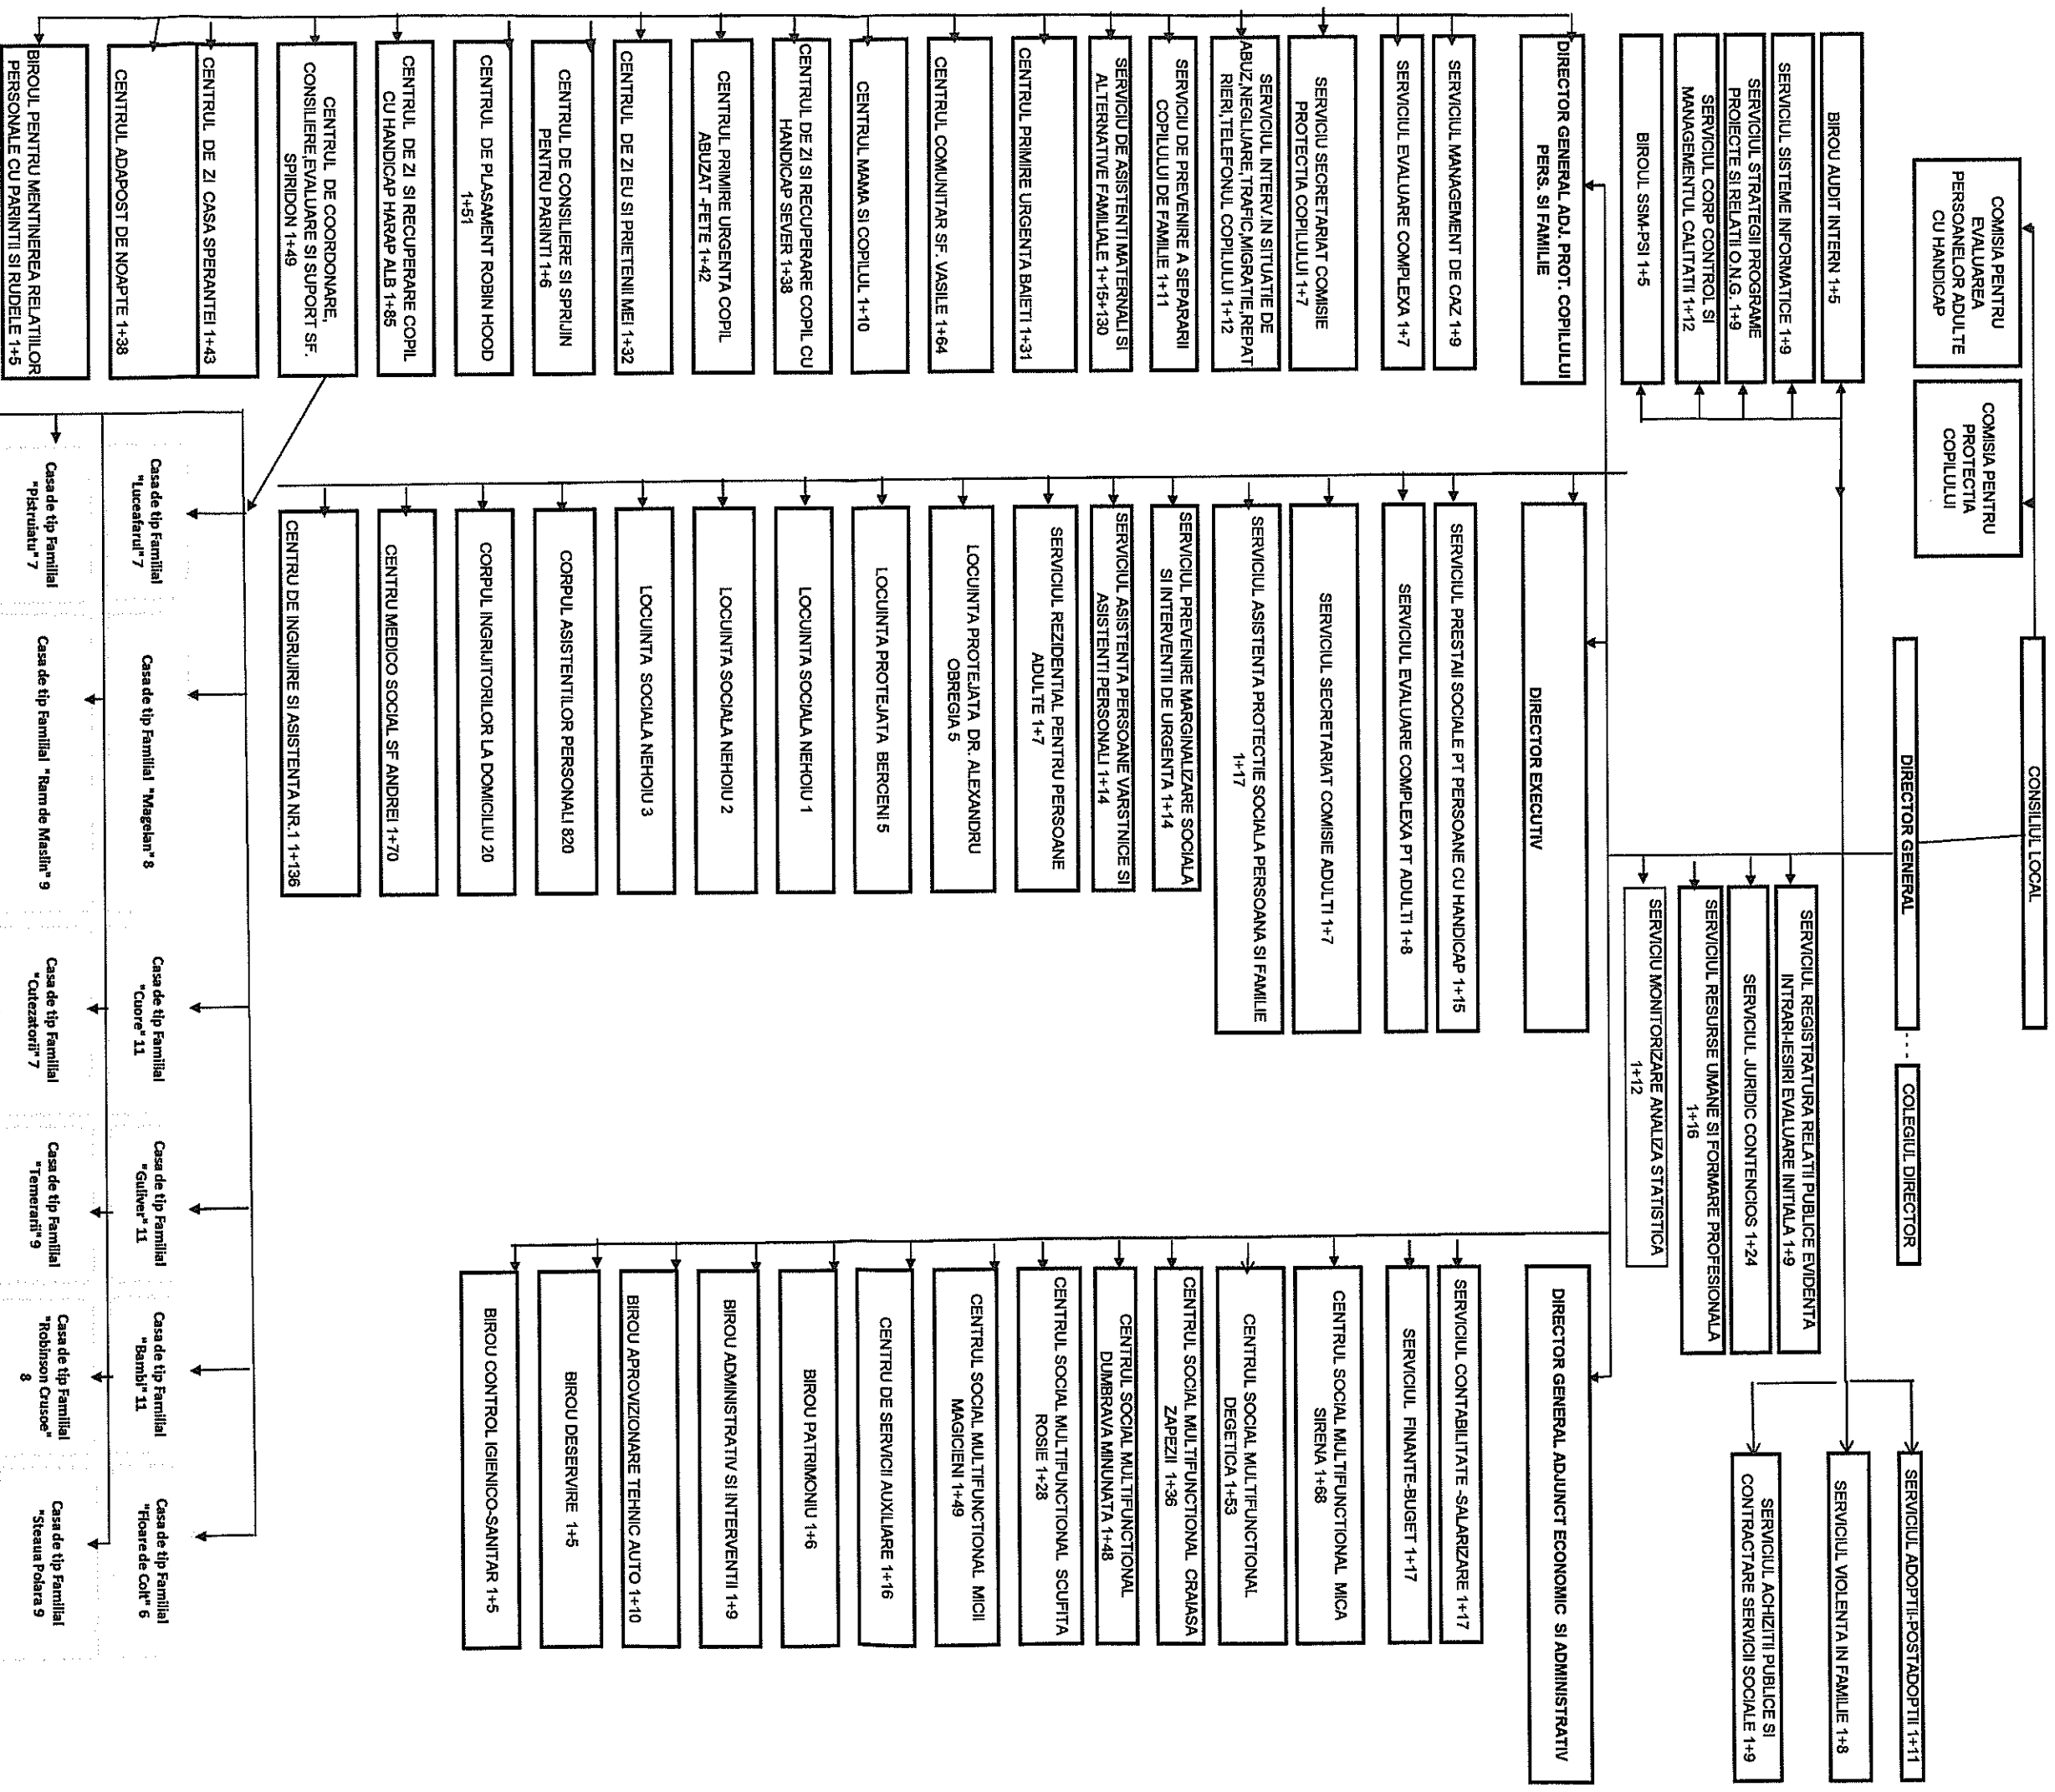 CONSILIUL LOCAL
COMISIA PENTRU
EVALUAREA
PERSOANELOR ADULTE
CU HANDICAP
COMISIA PENTRU
PROTECTIA
COPILULUI
DIRECTOR GENERAL
COLEGIUL DIRECTOR
BIROU AUDIT INTERN 1+5
SERVICIUL SISTEME INFORMATICE 1+9
SERVICIUL STRATEGII PROGRAME
PROIECTE SI RELATII O.N.G. 1+9
SERVICIUL CORP CONTROL SI
MANAGEMENTUL CALITATII 1+12
BIROUL SSM-PSI 1+5
SERVICIUL REGISTRATURA RELATII PUBLICE EVIDENTA
INTRARI-IESIRI EVALUARE INITIALA 1+9
SERVICIUL JURIDIC CONTENCIOS 1+24
SERVICIUL RESURSE UMANE SI FORMARE PROFESIONALA
1+16
SERVICIU MONITORIZARE ANALIZA STATISTICA
1+12
SERVICIUL ADOPTII-POSTADOPTII 1+11
SERVICIUL VIOLENTA IN FAMILIE 1+8
SERVICIUL ACHIZITII PUBLICE SI
CONTRACTARE SERVICII SOCIALE 1+9
DIRECTOR GENERAL ADJ. PROT. COPILULUI
PERS. SI FAMILIE
SERVICIUL MANAGEMENT DE CAZ 1+9
SERVICIUL EVALUARE COMPLEXA 1+7
SERVICIU SECRETARIAT COMISIE
PROTECTIA COPILULUI 1+7
SERVICIUL INTERV.IN SITUATIE DE
ABUZ,NEGLIJARE,TRAFIC,MIGRATIE,REPAT
RIERI,TELEFONUL COPILULUI 1+12
SERVICIU DE PREVENIRE A SEPARARII
COPILULUI DE FAMILIE 1+11
SERVICIU DE ASISTENTI MATERNALI SI
ALTERNATIVE FAMILIALE 1+15+130
CENTRUL PRIMIRE URGENTA BAIETI 1+31
CENTRUL COMUNITAR SF. VASILE 1+64
CENTRUL MAMA SI COPILUL 1+10
CENTRUL DE ZI SI RECUPERARE COPIL CU
HANDICAP SEVER 1+38
CENTRUL PRIMIRE URGENTA COPIL
ABUZAT -FETE 1+42
CENTRUL DE ZI EU SI PRIETENII MEI 1+32
CENTRUL DE CONSILIERE SI SPRIJIN
PENTRU PARINTI 1+6
CENTRUL DE PLASAMENT ROBIN HOOD
1+51
CENTRUL DE ZI SI RECUPERARE COPIL
CU HANDICAP HARAP ALB 1+85
CENTRUL DE COORDONARE,
CONSILIERE,EVALUARE SI SUPORT SF.
SPIRIDON 1+49
CENTRUL DE ZI CASA SPERANTEI 1+43
CENTRUL ADAPOST DE NOAPTE 1+38
BIROUL PENTRU MENTINEREA RELATIILOR
PERSONALE CU PARINTII SI RUDELE 1+5
DIRECTOR EXECUTIV
SERVICIUL PRESTAII SOCIALE PT PERSOANE CU HANDICAP 1+15
SERVICIUL EVALUARE COMPLEXA PT ADULTI 1+8
SERVICIUL SECRETARIAT COMISIE ADULTI 1+7
SERVICIUL ASISTENTA PROTECTIE SOCIALA PERSOANA SI FAMILIE
1+17
SERVICIUL PREVENIRE MARGINALIZARE SOCIALA
SI INTERVENTII DE URGENTA 1+14
SERVICIUL ASISTENTA PERSOANE VARSTNICE SI
ASISTENTI PERSONALI 1+14
SERVICIUL REZIDENTIAL PENTRU PERSOANE
ADULTE 1+7
LOCUINTA PROTEJATA DR. ALEXANDRU
OBREGIA 5
LOCUINTA PROTEJATA BERCENI 5
LOCUINTA SOCIALA NEHOIU 1
LOCUINTA SOCIALA NEHOIU 2
LOCUINTA SOCIALA NEHOIU 3
CORPUL ASISTENTILOR PERSONALI 820
CORPUL INGRIJITORILOR LA DOMICILIU 20
CENTRU MEDICO SOCIAL SF ANDREI 1+70
CENTRU DE INGRIJIRE SI ASISTENTA NR.1 1+136
DIRECTOR GENERAL ADJUNCT ECONOMIC SI ADMINISTRATIV
SERVICIUL CONTABILITATE -SALARIZARE 1+17
SERVICIUL FINANTE-BUGET 1+17
CENTRUL SOCIAL MULTIFUNCTIONAL MICA
SIRENA 1+68
CENTRUL SOCIAL MULTIFUNCTIONAL
DEGETICA 1+53
CENTRUL SOCIAL MULTIFUNCTIONAL CRAIASA
ZAPEZII 1+36
CENTRUL SOCIAL MULTIFUNCTIONAL
DUMBRAVA MINUNATA 1+48
CENTRUL SOCIAL MULTIFUNCTIONAL SCUFITA
ROSIE 1+28
CENTRUL SOCIAL MULTIFUNCTIONAL MICII
MAGICIENI 1+49
CENTRU DE SERVICII AUXILIARE 1+16
BIROU PATRIMONIU 1+6
BIROU ADMINISTRATIV SI INTERVENTII 1+9
BIROU APROVIZIONARE TEHNIC AUTO 1+10
BIROU DESERVIRE 1+5
BIROU CONTROL IGIENICO-SANITAR 1+5
Casa de tip Familial
"Luceafarul" 7
Casa de tip Familial "Magelan" 8
Casa de tip Familial
"Cuore" 11
Casa de tip Familial
"Guliver" 11
Casa de tip Familial
"Bambi" 11
Casa de tip Familial
"Floare de Colt" 6
Casa de tip Familial
"Pistruiatu" 7
Casa de tip Familial "Ram de Maslin" 9
Casa de tip Familial
"Cutezatorii" 7
Casa de tip Familial
"Temerarii" 9
Casa de tip Familial
"Robinson Crusoe"
8
Casa de tip Familial
"Steaua Polara 9